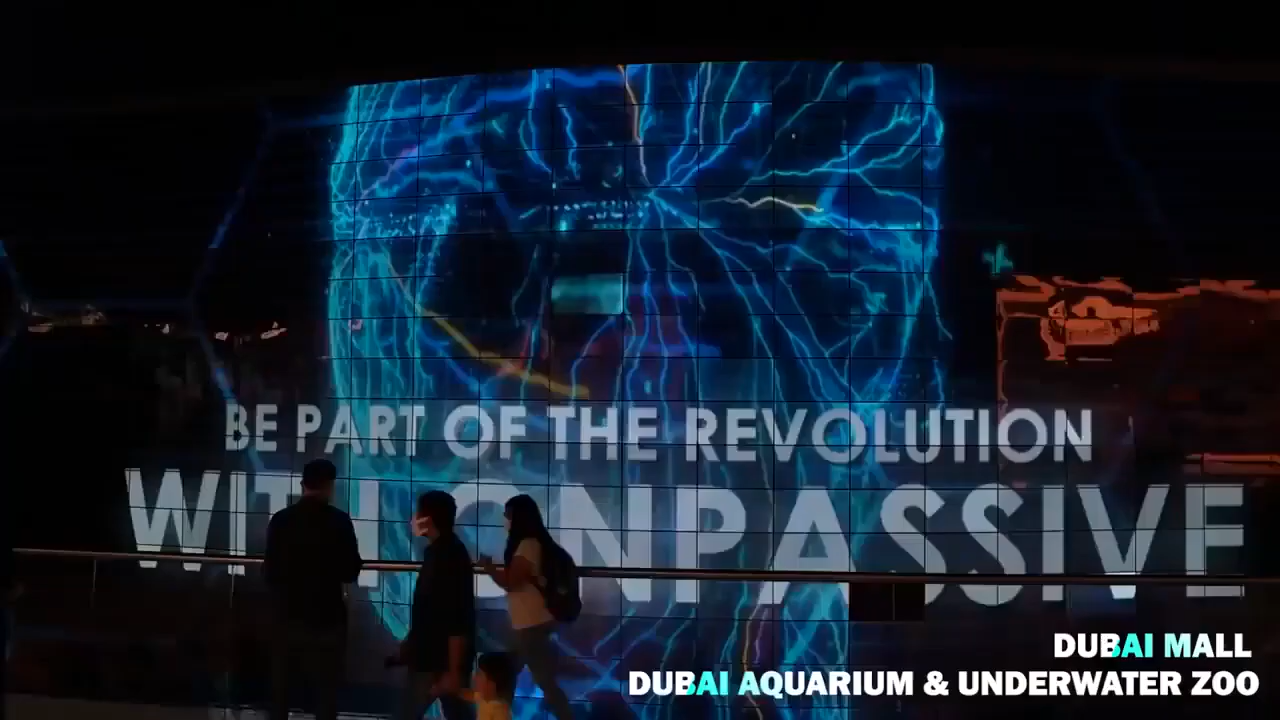 BE PART OF THE REVOLUTION
WITH ONPASSIVE
DUBAI MALL
DUBAI AQUARIUM & UNDERWATER ZOO